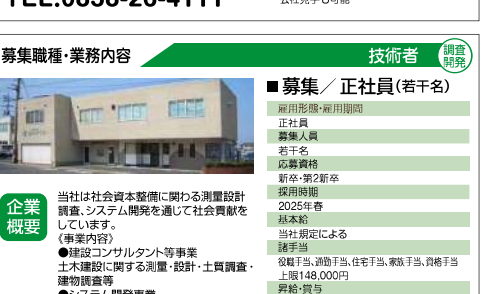 募集職種・業務内容
技術者
調査
開発
■募集／正社員(若干名)
雇用形態・雇用期間
正社員
募集人員
若干名
応募資格
新卒・第2新卒
採用時期
2025年春
基本給
当社規定による
諸手当
役職手当、通勤手当、住宅手当、家族手当、資格手当
上限148,000円
昇給・賞与
企業
概要
当社は社会資本整備に関わる測量設計
調査、システム開発を通じて社会貢献を
しています。
《事業内容》
●建設コンサルタント等事業
土木建設に関する測量・設計・土質調査・
建物調査等
●システム開発事業